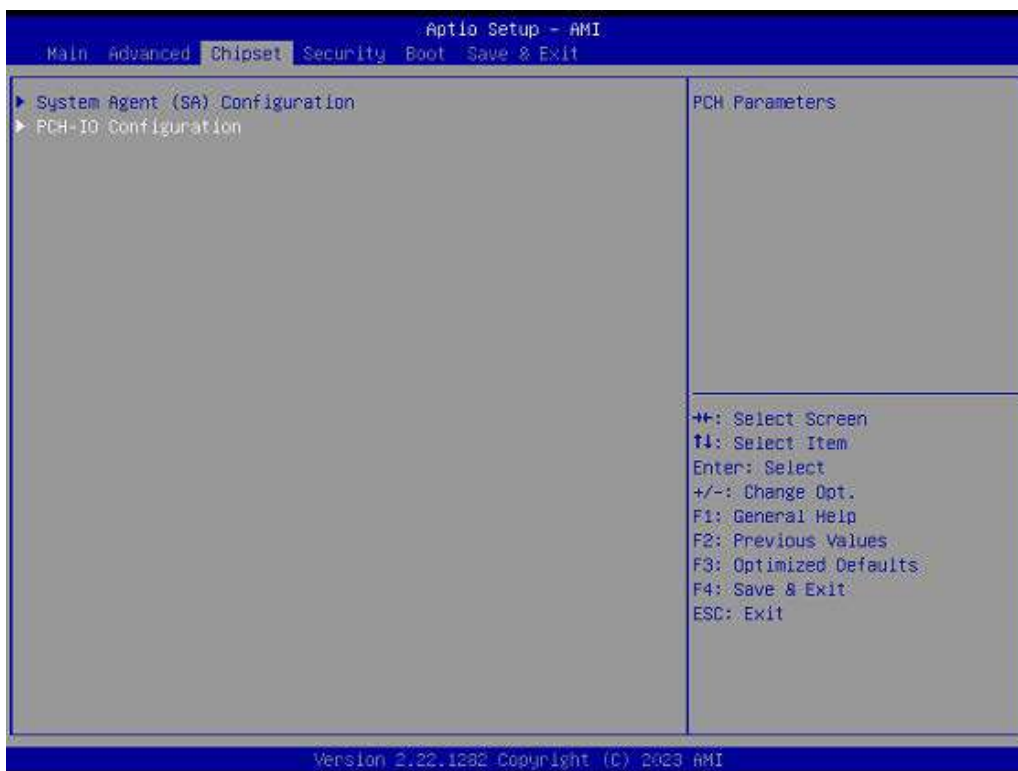 Aptio Setup - AMI
Main Advanced Chipset Security Boot Save & Exit
System Agent (SA) Configuration
PCH-IO Configuration
PCH Parameters
→←: Select Screen
↑↓: Select Item
Enter: Select
+/-: Change Opt.
F1: General Help
F2: Previous Values
F3: Optimized Defaults
F4: Save & Exit
ESC: Exit
Version 2.22.1282 Copyright (C) 2023 AMI